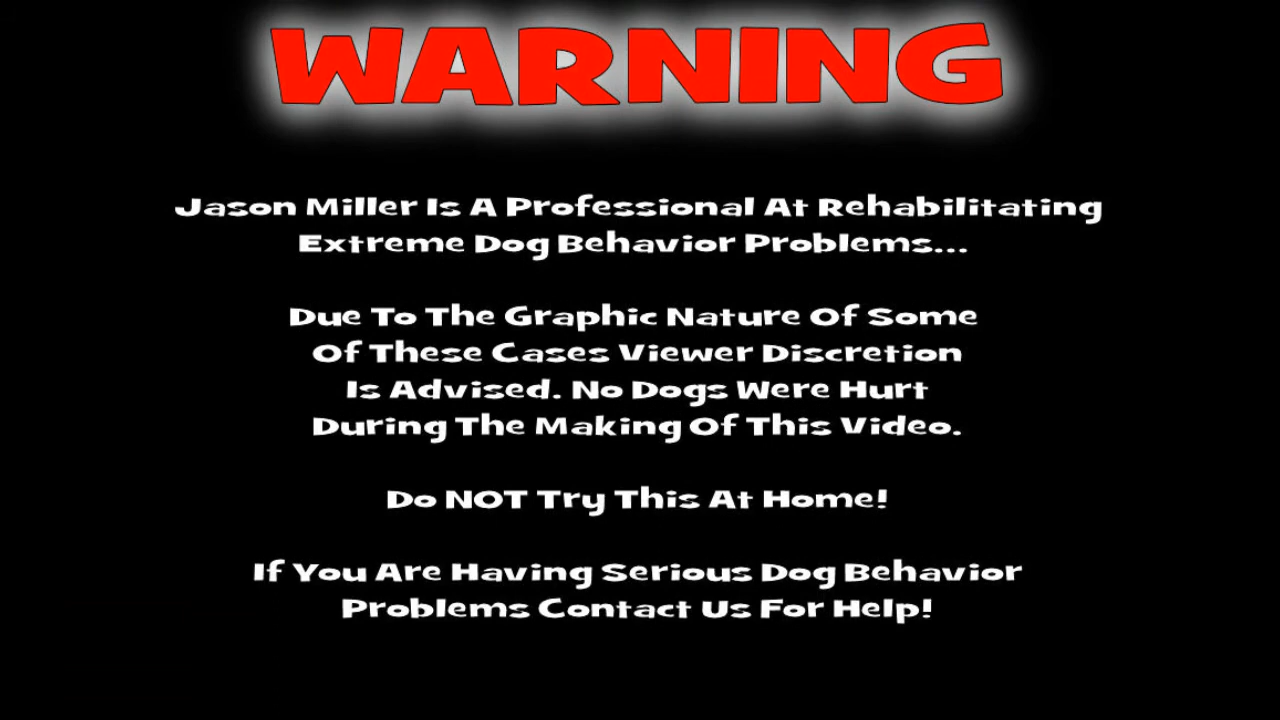 WARNING
Jason Miller Is A Professional At Rehabilitating
Extreme Dog Behavior Problems...
Due To The Graphic Nature Of Some
Of These Cases Viewer Discretion
Is Advised. No Dogs Were Hurt
During The Making Of This Video.
Do NOT Try This At Home!
If You Are Having Serious Dog Behavior
Problems Contact Us For Help!